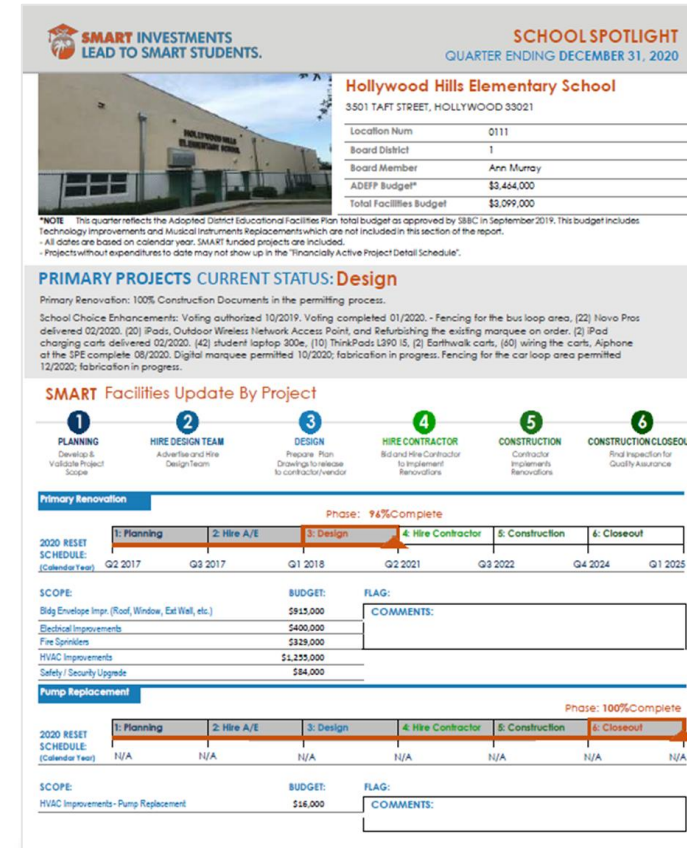 SMART INVESTMENTS
LEAD TO SMART STUDENTS.
SCHOOL SPOTLIGHT
QUARTER ENDING DECEMBER 31, 2020
HOLLYWOOD HILLS
ELEMENTARY SCHOOL
Hollywood Hills Elementary School
3501 TAFT STREET, HOLLYWOOD 33021
Location Num 0111
Board District 1
Board Member Ann Murray
ADEFP Budget* $3,464,000
Total Facilities Budget $3,099,000
*NOTE This quarter reflects the Adopted District Educational Facilities Plan total budget as approved by SBBC in September 2019. This budget includes
Technology improvements and Musical Instruments Replacements which are not included in this section of the report.
- All dates are based on calendar year. SMART funded projects are included.
- Projects without expenditures to date may not show up in the "Financially Active Project Detail Schedule".
PRIMARY PROJECTS CURRENT STATUS: Design
Primary Renovation: 100% Construction Documents in the permitting process.
School Choice Enhancements: Voting authorized 10/2019. Voting completed 01/2020. - Fencing for the bus loop area, (22) Novo Pros
delivered 02/2020. (20) iPads, Outdoor Wireless Network Access Point, and Refurbishing the existing marquee on order. (2) iPad
charging carts delivered 02/2020. (42) student laptop 300e, (10) ThinkPads L390 i5, (2) Earthwalk carts, (60) wiring the carts, Aiphone
at the SPE complete 08/2020. Digital marquee permitted 10/2020; fabrication in progress. Fencing for the car loop area permitted
12/2020; fabrication in progress.
SMART Facilities Update By Project
1 2 3 4 5 6
PLANNING HIRE DESIGN TEAM DESIGN HIRE CONTRACTOR CONSTRUCTION CONSTRUCTION CLOSEOU
Develop & Advertise and Hire Prepare Plan Bid and Hire Contractor Contractor Final Inspection for
Validate Project Design Team Drawings to release to Implement Implements Quality Assurance
Scope to contractor/vendor Renovations Renovations
Primary Renovation
Phase: 96%Complete
1: Planning 2: Hire A/E 3: Design 4: Hire Contractor 5: Construction 6: Closeout
2020 RESET
SCHEDULE:
(Calendar Year) Q2 2017 Q3 2017 Q1 2018 Q2 2021 Q3 2022 Q4 2024 Q1 2025
SCOPE: BUDGET: FLAG:
Bldg Envelope Impr. (Roof, Window, Ext Wall, etc.) $915,000 COMMENTS:
Electrical Improvements $400,000
Fire Sprinklers $329,000
HVAC Improvements $1,255,000
Safety / Security Upgrade $84,000
Pump Replacement
Phase: 100%Complete
1: Planning 2: Hire A/E 3: Design 4: Hire Contractor 5: Construction 6: Closeout
2020 RESET
SCHEDULE:
(Calendar Year) N/A N/A N/A N/A N/A N/A N/A
SCOPE: BUDGET: FLAG:
HVAC Improvements - Pump Replacement $16,000 COMMENTS: